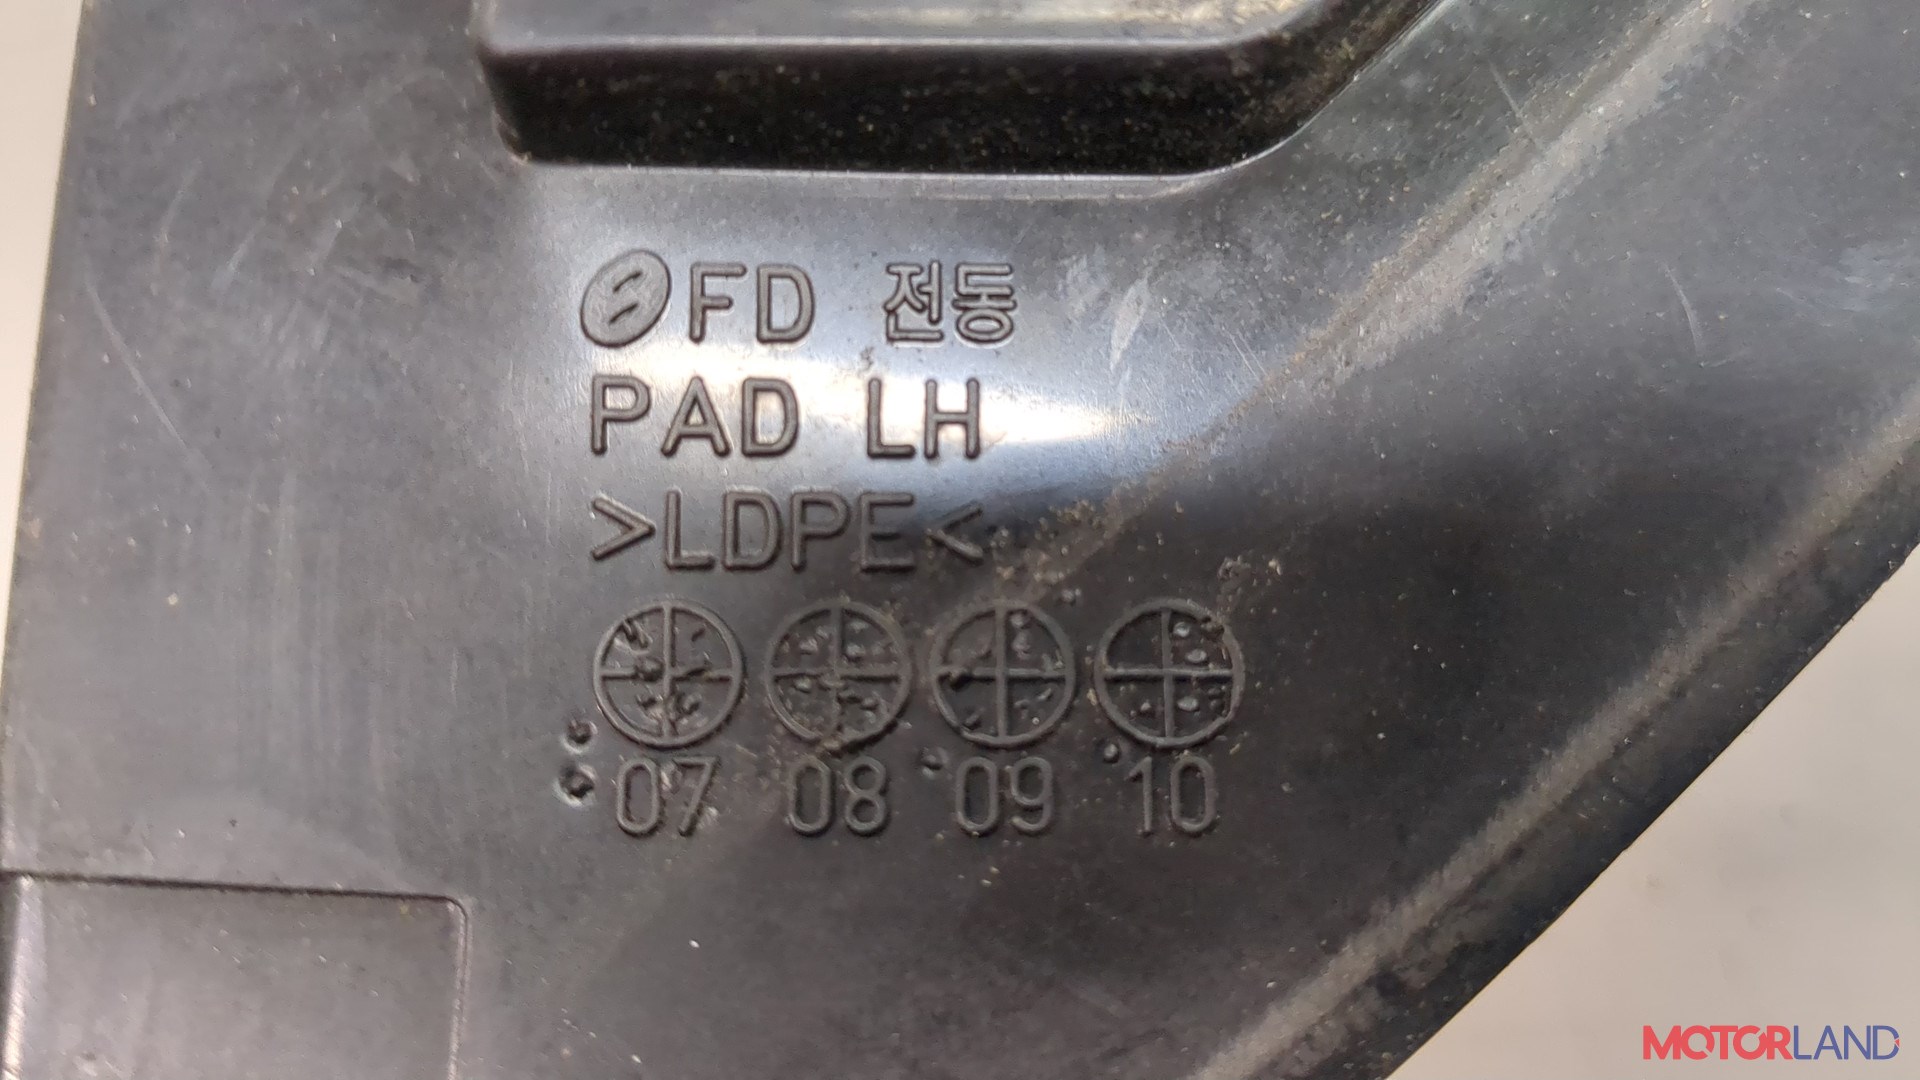 FD 전동
PAD LH
>LDPE<
07 08 09 10
MOTORLAND